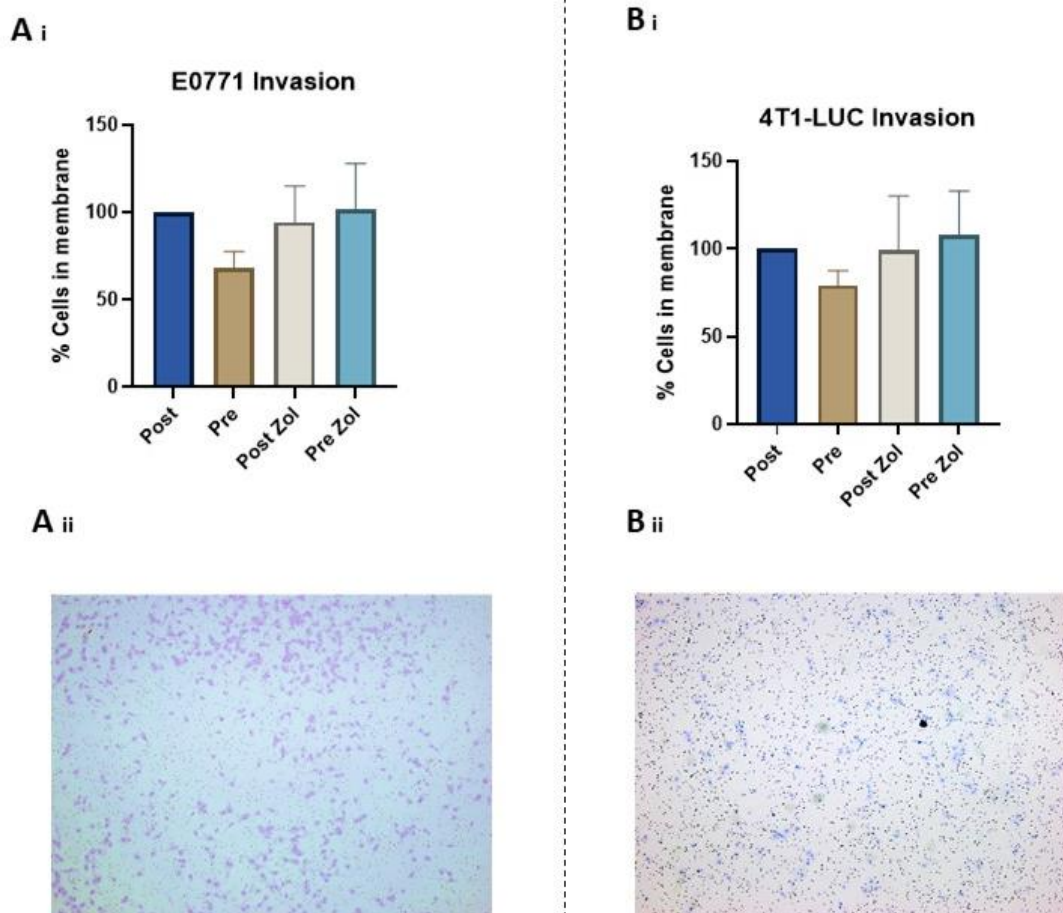 A i
E0771 Invasion
% Cells in membrane
150
100
50
0
Post
Pre
Post Zol
Pre Zol
B i
4T1-LUC Invasion
% Cells in membrane
150
100
50
0
Post
Pre
Post Zol
Pre Zol
A ii
B ii